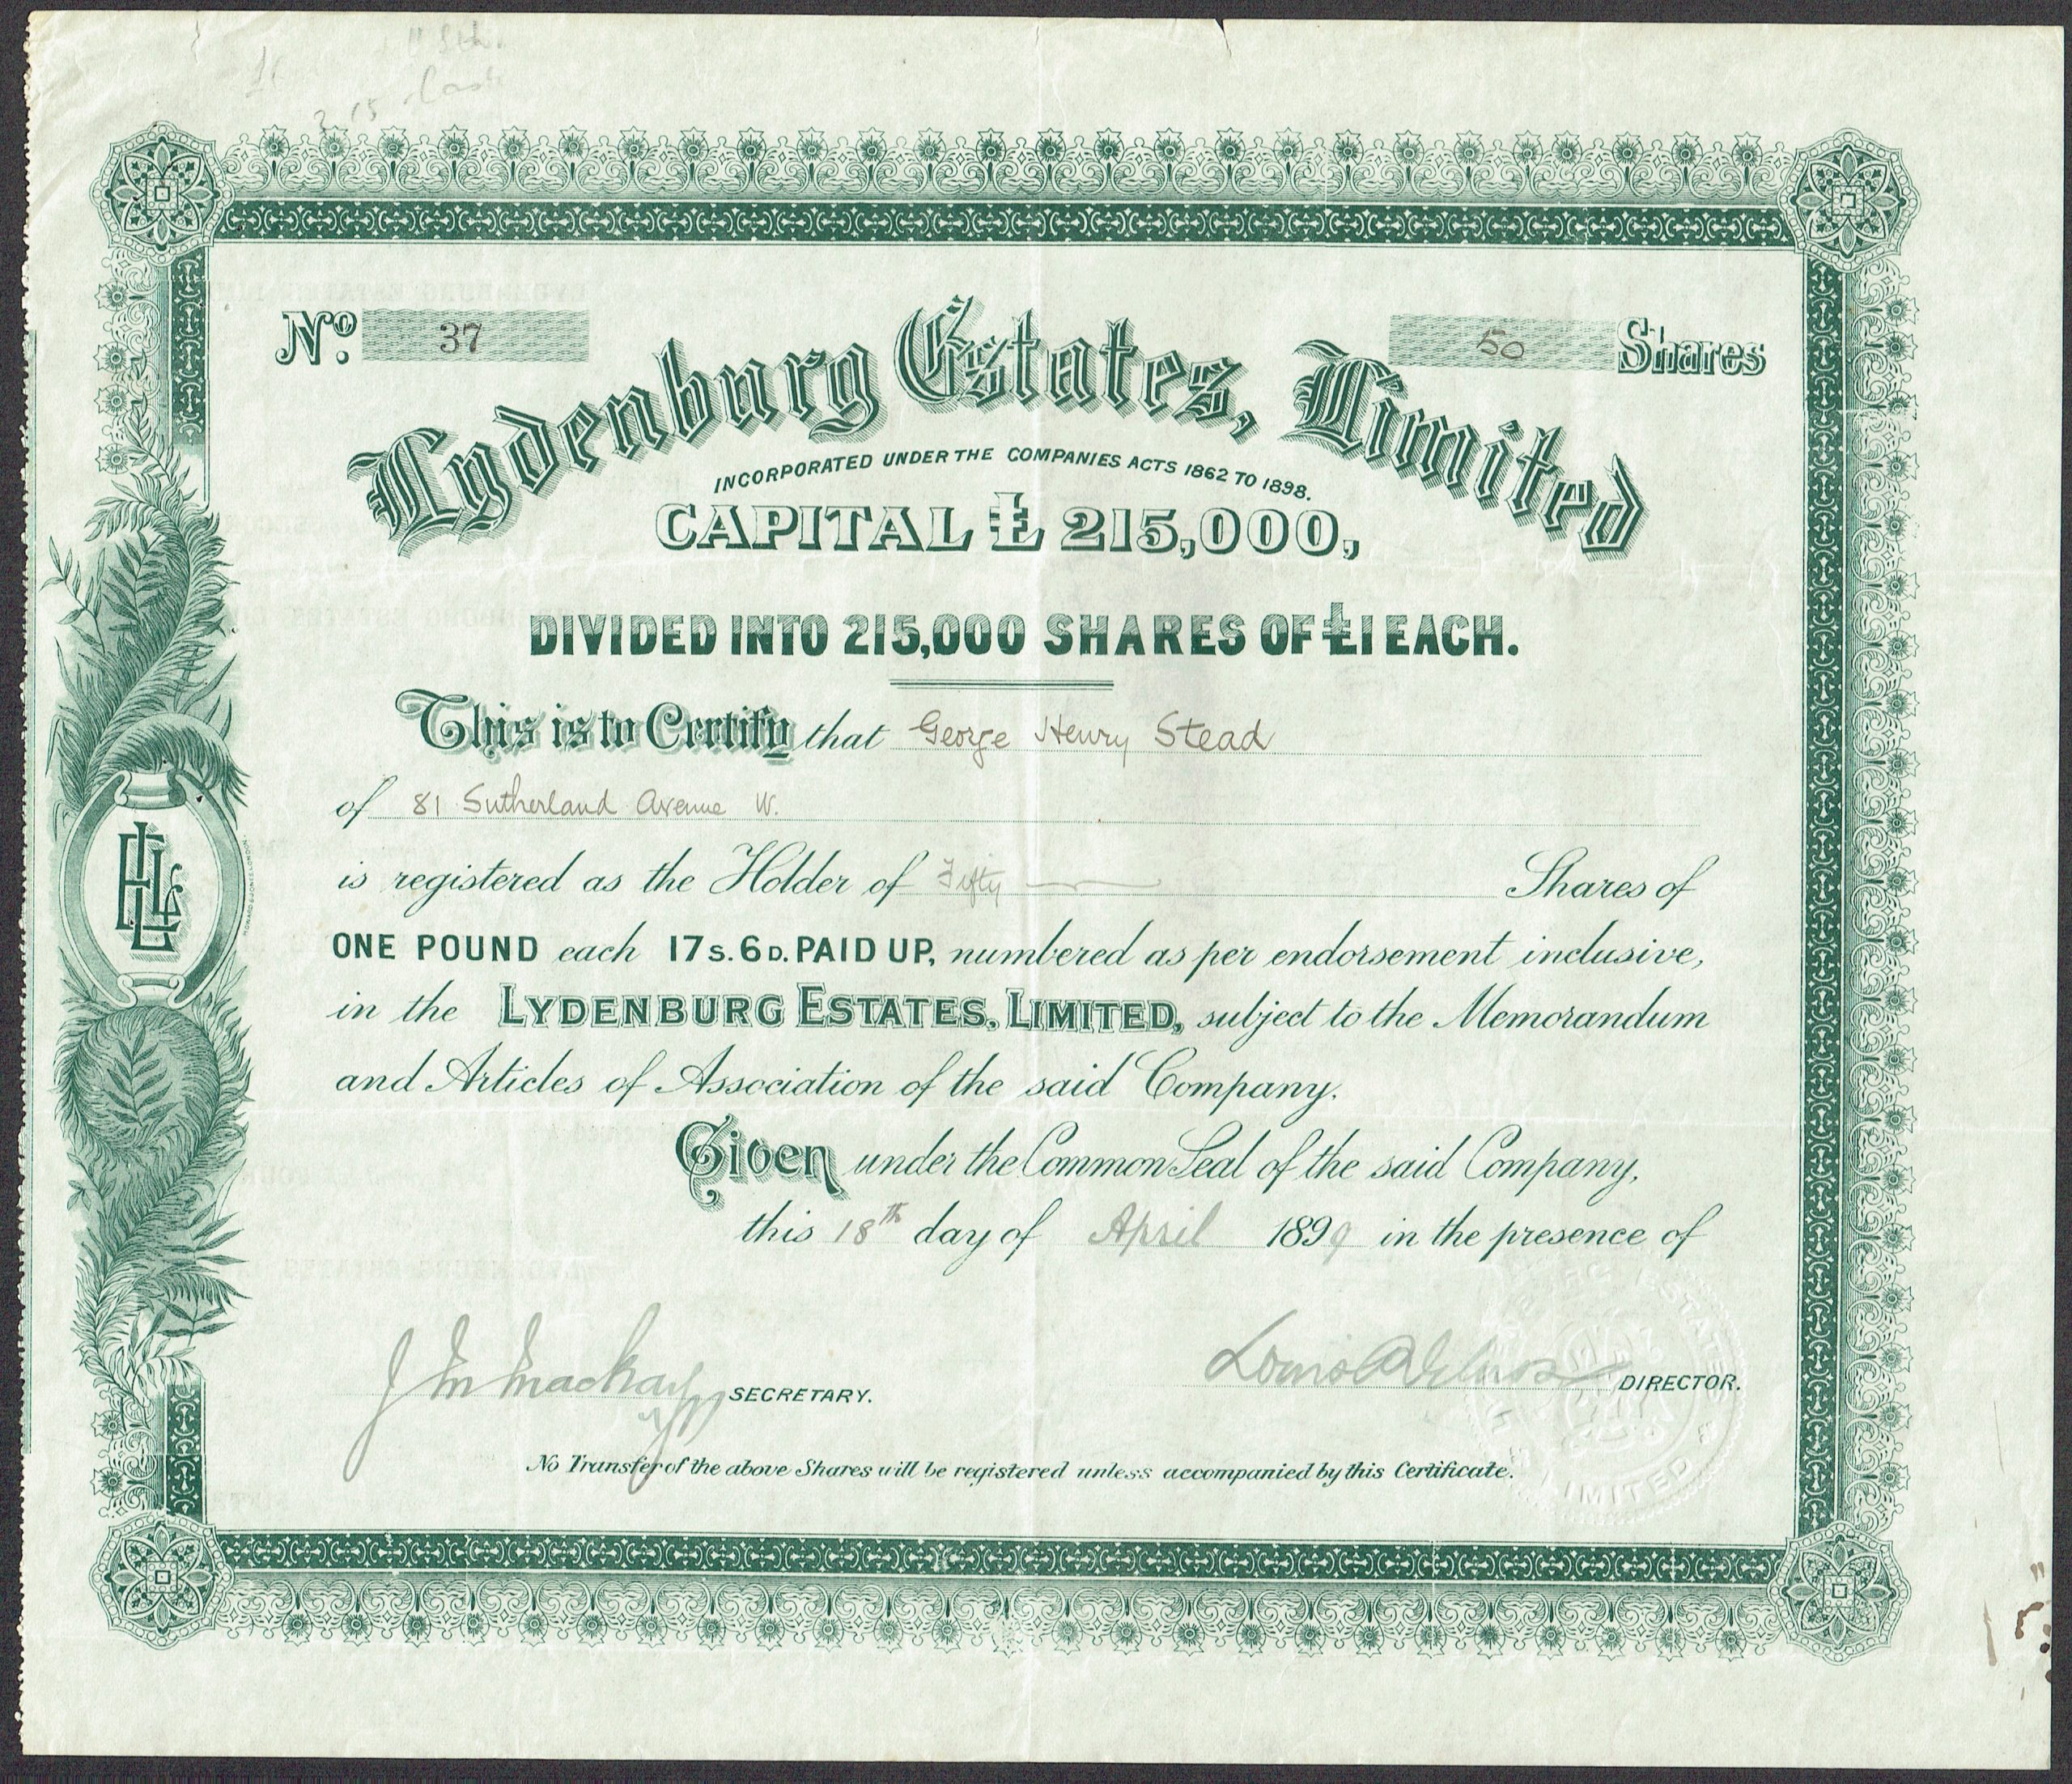 No. 37
50 Shares
Lydenburg Estates, Limited
INCORPORATED UNDER THE COMPANIES ACTS 1862 TO 1898.
CAPITAL £ 215,000,
DIVIDED INTO 215,000 SHARES OF £1 EACH.
This is to Certify that George Henry Stead
of 81 Sutherland Avenue W.
is registered as the Holder of Fifty Shares of
ONE POUND each 17s. 6D. PAID UP, numbered as per endorsement inclusive,
in the LYDENBURG ESTATES, LIMITED, subject to the Memorandum
and Articles of Association of the said Company.
Given under the Common Seal of the said Company,
this 18th day of April 1899 in the presence of
J M Mackay SECRETARY.
DIRECTOR.
No Transfer of the above Shares will be registered unless accompanied by this Certificate.
ESTATES
LIMITED